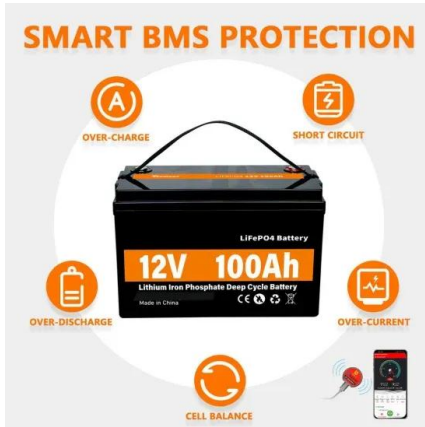 SMART BMS PROTECTION
OVER-CHARGE
SHORT CIRCUIT
LiFePO4 Battery
12V 100Ah
Lithium Iron Phosphate Deep Cycle Battery
Made in China
CE
OVER-DISCHARGE
OVER-CURRENT
CELL BALANCE